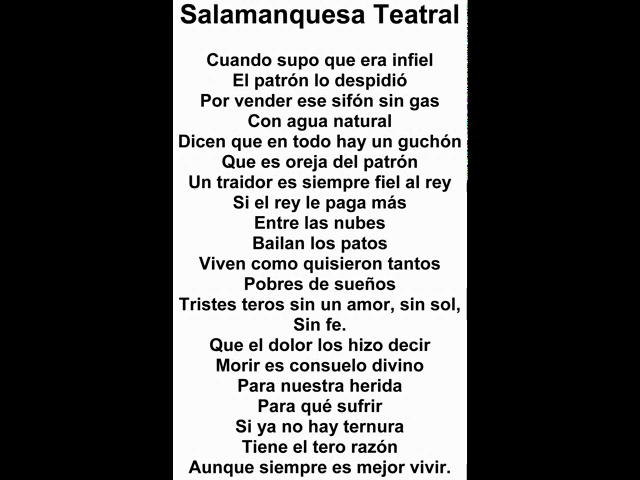 Salamanquesa Teatral
Cuando supo que era infiel
El patrón lo despidió
Por vender ese sifón sin gas
Con agua natural
Dicen que en todo hay un guchón
Que es oreja del patrón
Un traidor es siempre fiel al rey
Si el rey le paga más
Entre las nubes
Bailan los patos
Viven como quisieron tantos
Pobres de sueños
Tristes teros sin un amor, sin sol,
Sin fe.
Que el dolor los hizo decir
Morir es consuelo divino
Para nuestra herida
Para qué sufrir
Si ya no hay ternura
Tiene el tero razón
Aunque siempre es mejor vivir.